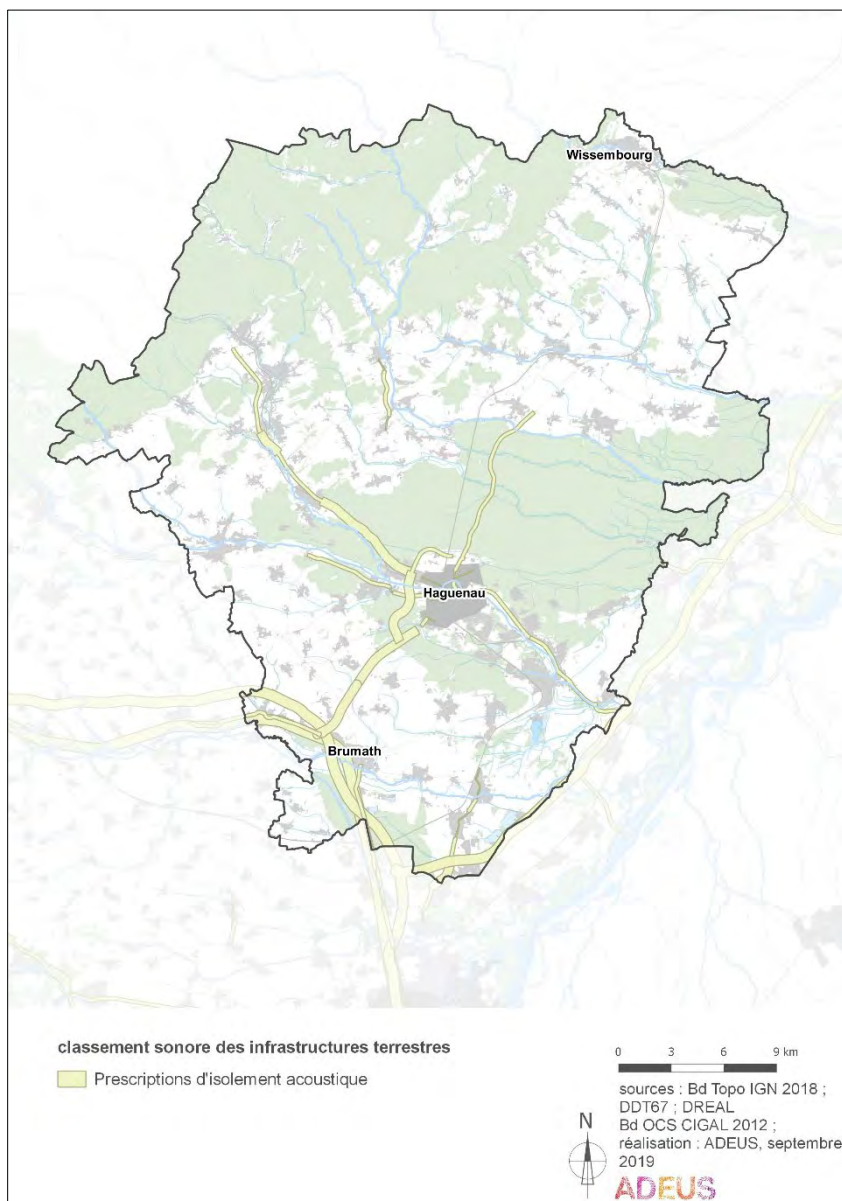 Wissembourg
Haguenau
Brumath
classement sonore des infrastructures terrestres
Prescriptions d'isolement acoustique
0 3 6 9 km
sources : Bd Topo IGN 2018 ;
DDT67 ; DREAL
Bd OCS CIGAL 2012 ;
réalisation : ADEUS, septembre
2019
N
ADEUS